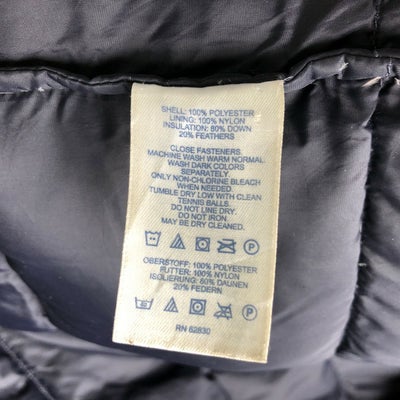 SHELL: 100% POLYESTER
LINING: 100% NYLON
INSULATION: 80% DOWN
20% FEATHERS
CLOSE FASTENERS.
MACHINE WASH WARM NORMAL.
WASH DARK COLORS
SEPARATELY.
ONLY NON-CHLORINE BLEACH
WHEN NEEDED.
TUMBLE DRY LOW WITH CLEAN
TENNIS BALLS.
DO NOT LINE DRY.
DO NOT IRON.
MAY BE DRY CLEANED.
P
OBERSTOFF: 100% POLYESTER
FUTTER: 100% NYLON
ISOLIERUNG: 80% DAUNEN
20% FEDERN
P
RN 62830